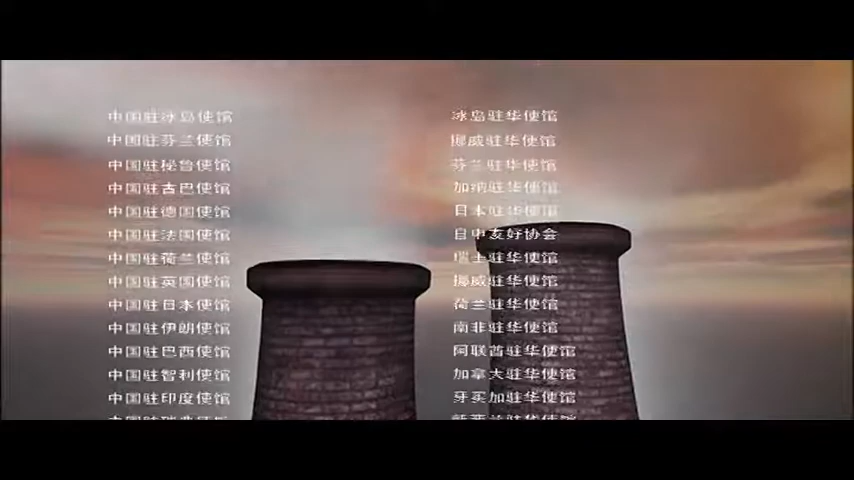 中国驻冰岛使馆
中国驻芬兰使馆
中国驻秘鲁使馆
中国驻古巴使馆
中国驻德国使馆
中国驻法国使馆
中国驻荷兰使馆
中国驻英国使馆
中国驻日本使馆
中国驻伊朗使馆
中国驻巴西使馆
中国驻智利使馆
中国驻印度使馆
冰岛驻华使馆
挪威驻华使馆
芬兰驻华使馆
加纳驻华使馆
日本驻华使馆
日中友好协会
瑞士驻华使馆
挪威驻华使馆
荷兰驻华使馆
南非驻华使馆
阿联酋驻华使馆
加拿大驻华使馆
牙买加驻华使馆